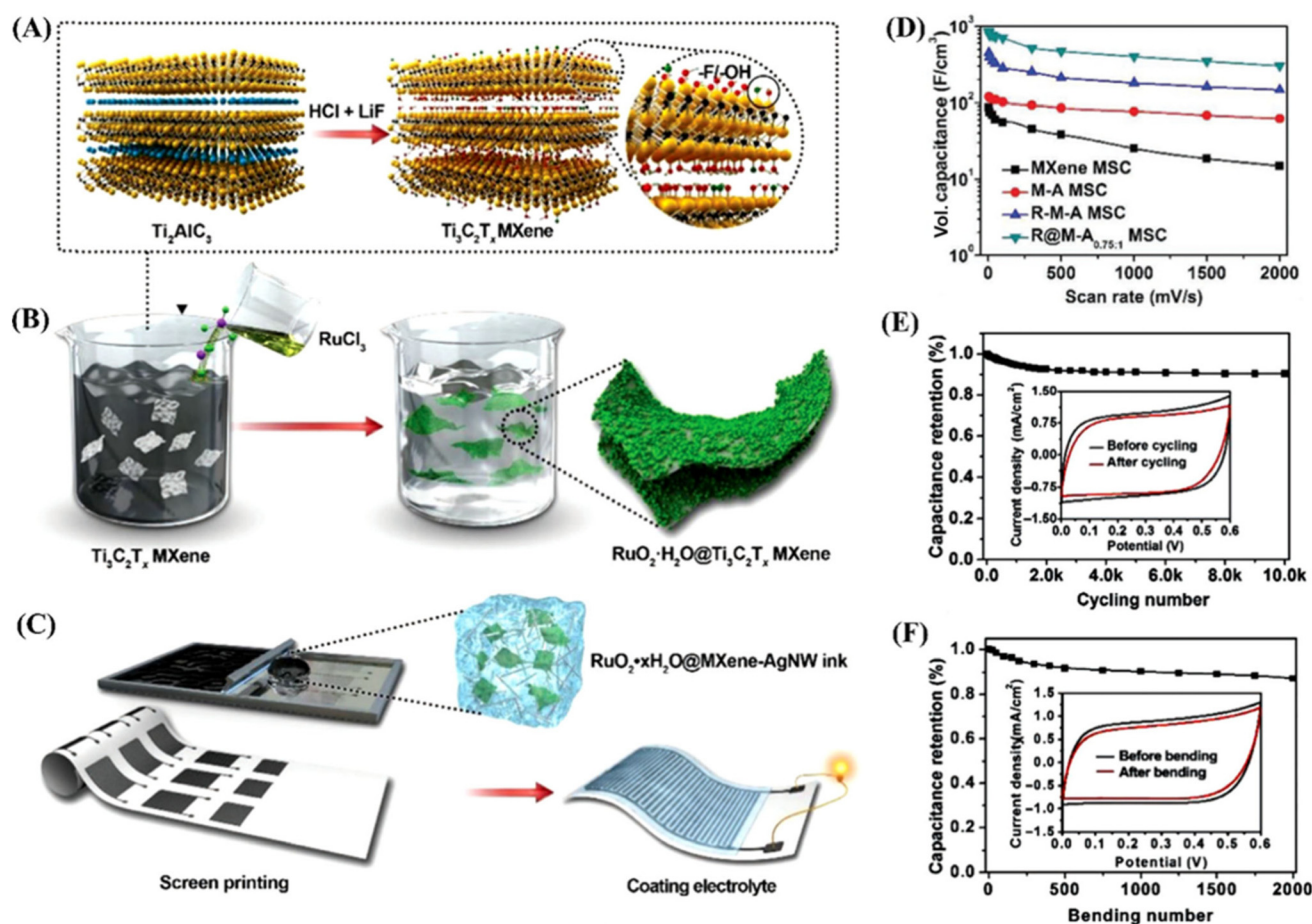 (A)
HCl + LiF
-F/-OH
Ti₂AlC₃
Ti₃C₂Tₓ MXene
(B)
RuCl₃
Ti₃C₂Tₓ MXene
RuO₂·H₂O@Ti₃C₂Tₓ MXene
(C)
RuO₂•xH₂O@MXene-AgNW ink
Screen printing
Coating electrolyte
(D)
Vol. capacitance (F/cm³)
10³
10²
10¹
10⁰
MXene MSC
M-A MSC
R-M-A MSC
R@M-A₀.₇₅:₁ MSC
0 500 1000 1500 2000
Scan rate (mV/s)
(E)
Capacitance retention (%)
1.0
0.8
0.6
0.4
0.2
0.0
Current density (mA/cm²)
1.50
0.75
0.00
−0.75
−1.50
Before cycling
After cycling
0.0 0.1 0.2 0.3 0.4 0.5 0.6
Potential (V)
0.0 2.0k 4.0k 6.0k 8.0k 10.0k
Cycling number
(F)
Capacitance retention (%)
1.0
0.8
0.6
0.4
0.2
0.0
Current density(mA/cm²)
1.5
1.0
0.5
0.0
−0.5
−1.0
−1.5
Before bending
After bending
0.0 0.1 0.2 0.3 0.4 0.5 0.6
Potential (V)
0 500 1000 1500 2000
Bending number